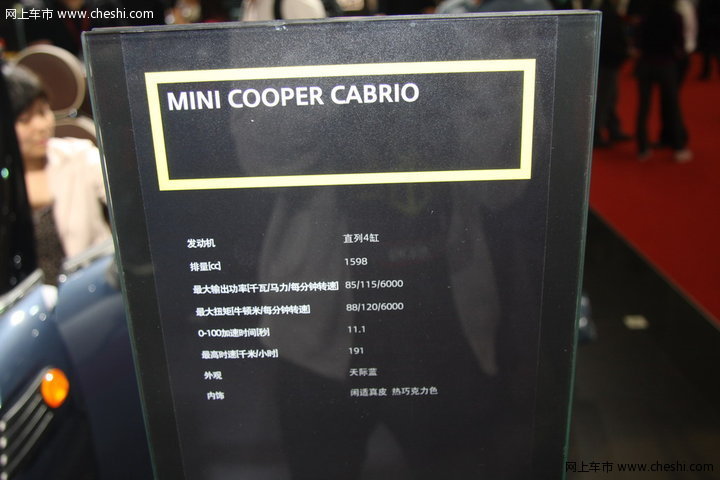 网上车市 www.cheshi.com
MINI COOPER CABRIO
发动机 直列4缸
排量[cc] 1598
最大输出功率[千瓦/马力/每分钟转速] 85/115/6000
最大扭矩[牛顿米/每分钟转速] 88/120/6000
0-100加速时间[秒] 11.1
最高时速[千米/小时] 191
外观 天际蓝
内饰 闲适真皮 热巧克力色
网上车市 www.cheshi.com